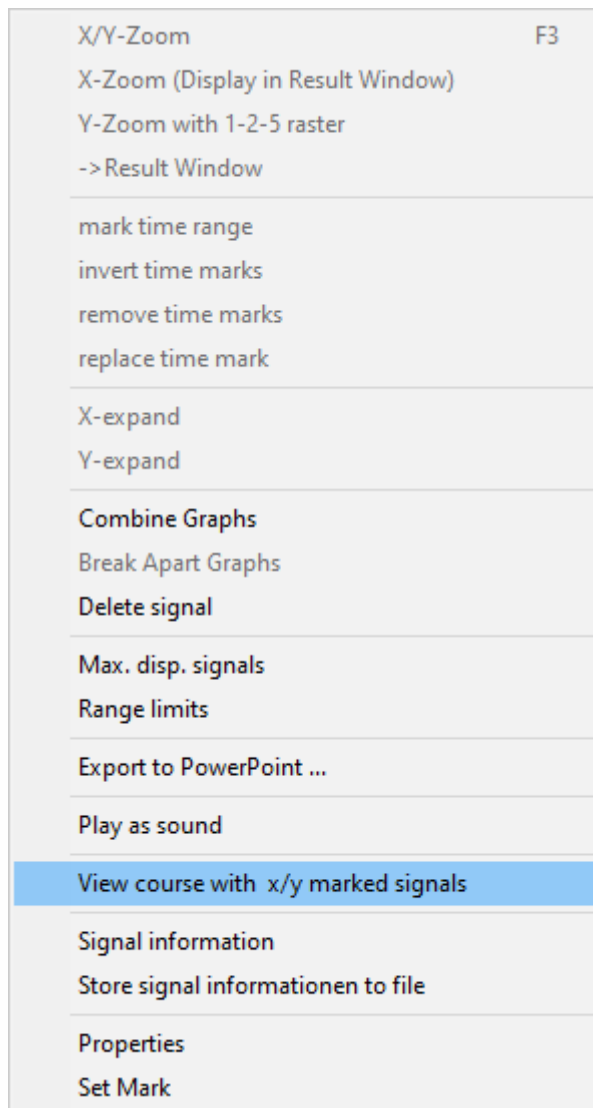 X/Y-Zoom F3
X-Zoom (Display in Result Window)
Y-Zoom with 1-2-5 raster
->Result Window
mark time range
invert time marks
remove time marks
replace time mark
X-expand
Y-expand
Combine Graphs
Break Apart Graphs
Delete signal
Max. disp. signals
Range limits
Export to PowerPoint ...
Play as sound
View course with  x/y marked signals
Signal information
Store signal informationen to file
Properties
Set Mark